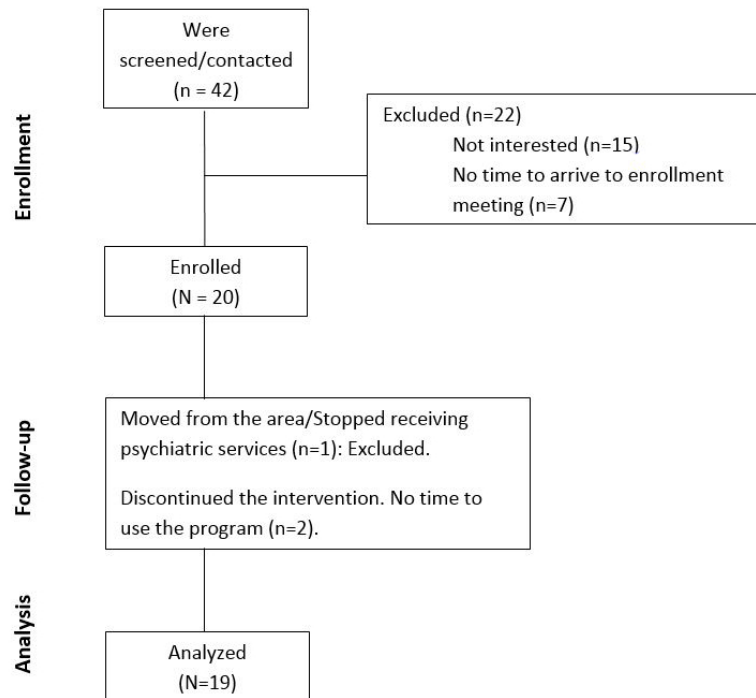 Were
screened/contacted
(n = 42)
Enrollment
Excluded (n=22)
Not interested (n=15)
No time to arrive to enrollment
meeting (n=7)
Enrolled
(N = 20)
Follow-up
Moved from the area/Stopped receiving
psychiatric services (n=1): Excluded.
Discontinued the intervention. No time to
use the program (n=2).
Analysis
Analyzed
(N=19)